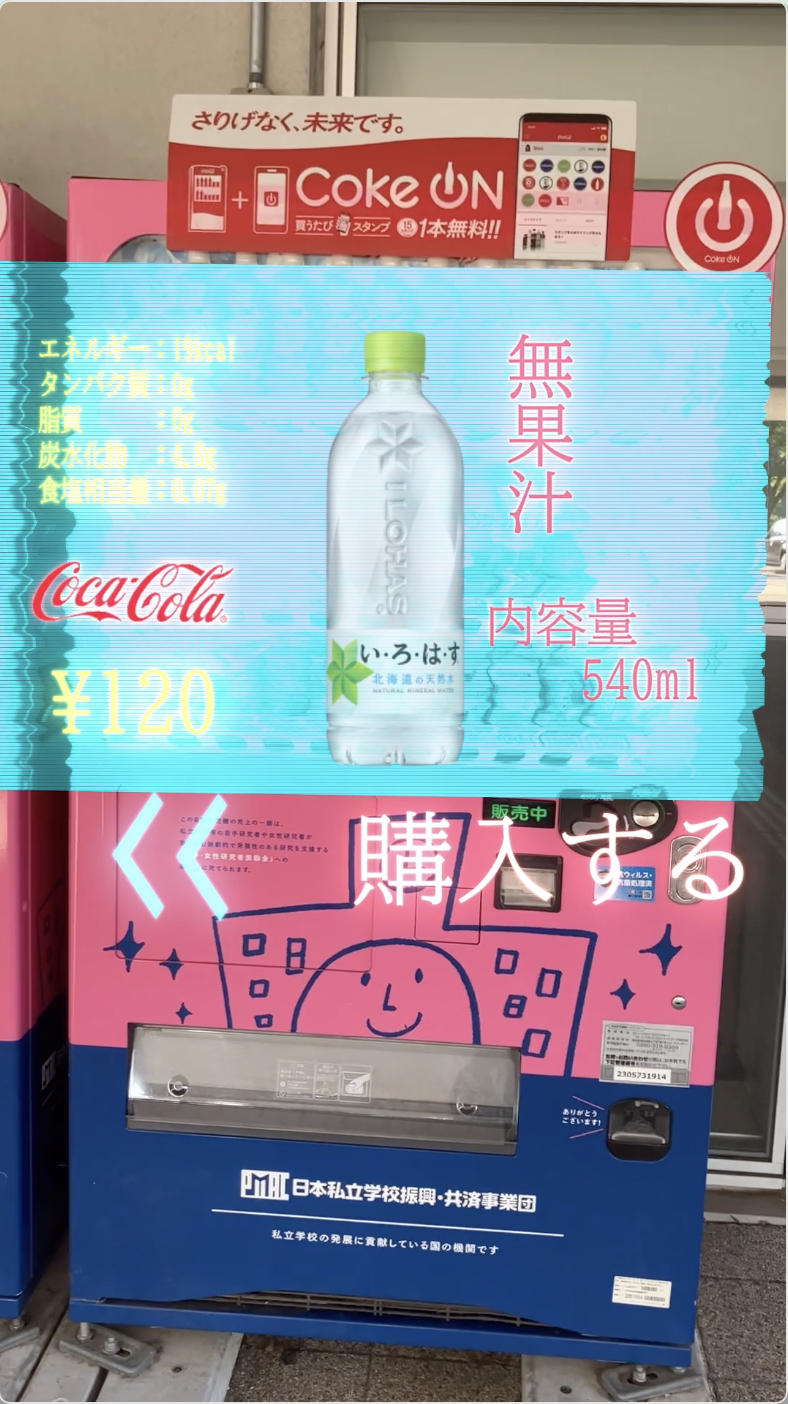 さりげなく、未来です。
Coke ON
買うたび スタンプ 15 1本無料!!
Coke ON
エネルギー：19kcal
タンパク質：0g
脂質　　　：0g
炭水化物　：4.8g
食塩相当量：0.07g
Coca-Cola
¥120
I LOHAS
い・ろ・は・す
北海道の天然水
NATURAL MINERAL WATER
無果汁
内容量
540ml
販売中
購入する
2305731914
ありがとう
ございます!
PMAC 日本私立学校振興・共済事業団
私立学校の発展に貢献している国の機関です